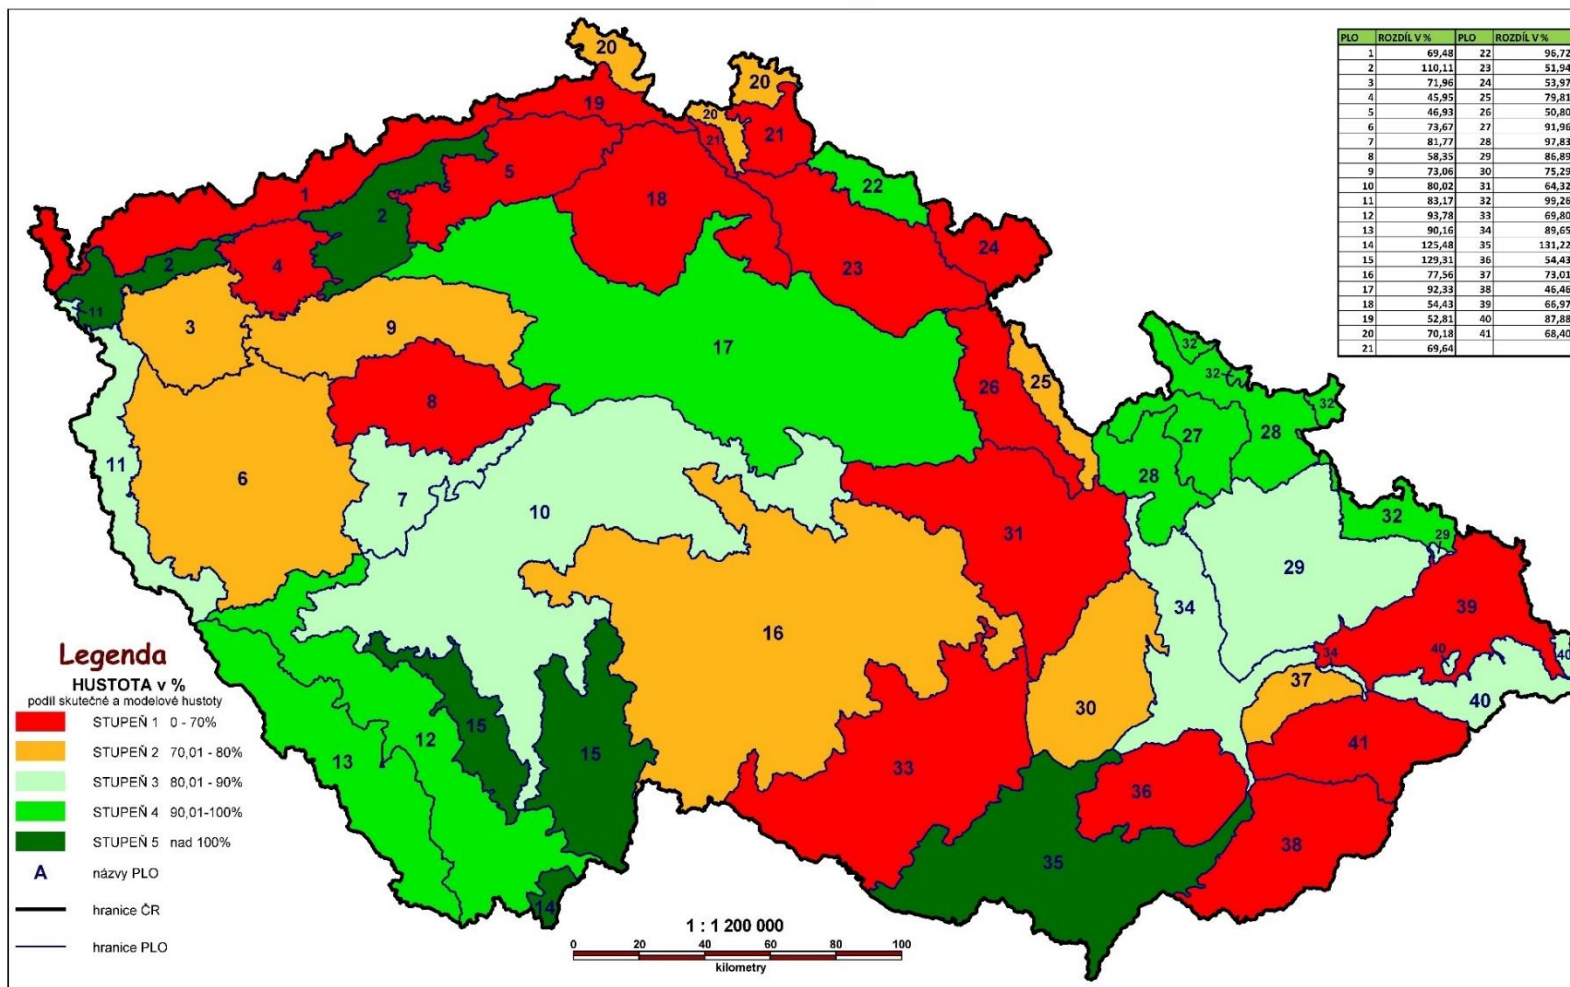 PLO ROZDÍL V % PLO ROZDÍL V %
1 69,48 22 96,72
2 110,11 23 51,94
3 71,96 24 53,97
4 45,95 25 79,81
5 46,93 26 50,80
6 73,67 27 91,96
7 81,77 28 97,83
8 58,35 29 86,89
9 73,06 30 75,29
10 80,02 31 64,32
11 83,17 32 99,26
12 93,78 33 69,80
13 90,16 34 89,65
14 125,48 35 131,22
15 129,31 36 54,43
16 77,56 37 73,01
17 92,33 38 46,46
18 54,43 39 66,97
19 52,81 40 87,88
20 70,18 41 68,40
21 69,64
20
20
19
20
21
21
5
22
1
18
2
24
2
4
23
11
3
9
17
32
32
25
26
8
32
27
28
11
6
28
7
10
32
31
29
29
34
39
16
34
40
40
37
40
30
15
12
15
41
13
33
36
38
35
14
Legenda
HUSTOTA v %
podíl skutečné a modelové hustoty
STUPEŇ 1 0 - 70%
STUPEŇ 2 70,01 - 80%
STUPEŇ 3 80,01 - 90%
STUPEŇ 4 90,01-100%
STUPEŇ 5 nad 100%
A názvy PLO
hranice ČR
hranice PLO
1 : 1 200 000
0 20 40 60 80 100
kilometry